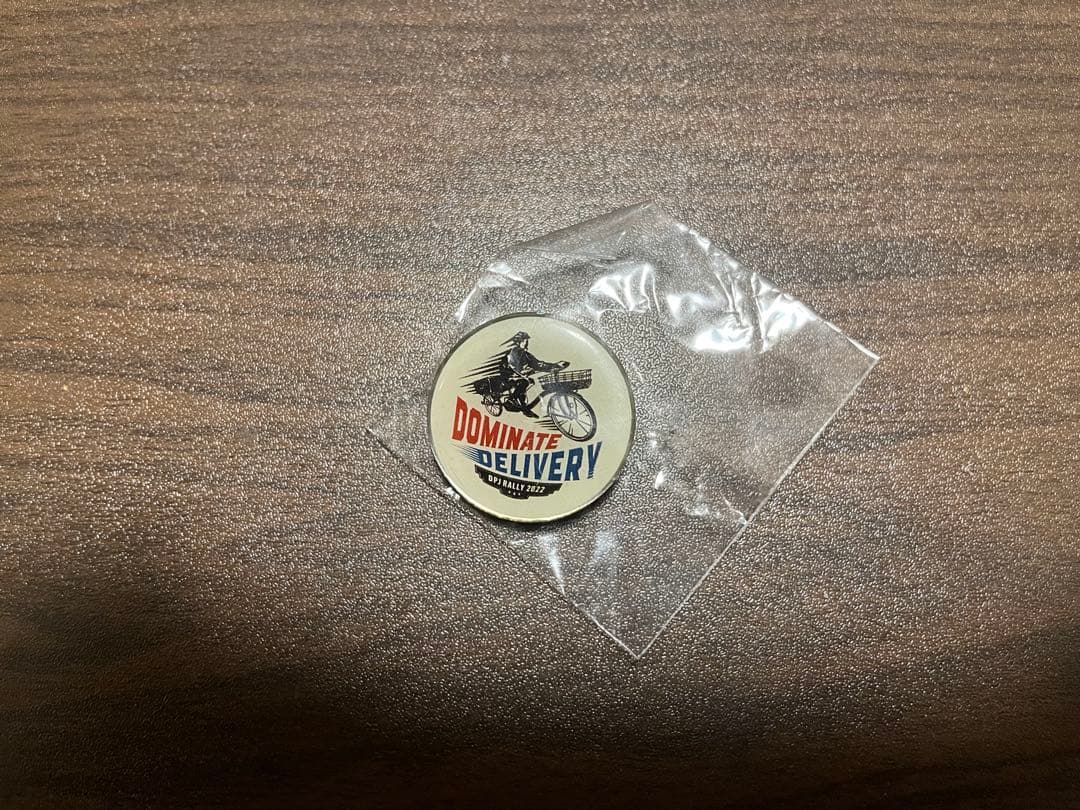 DOMINATE
DELIVERY
DPJ RALLY 2022